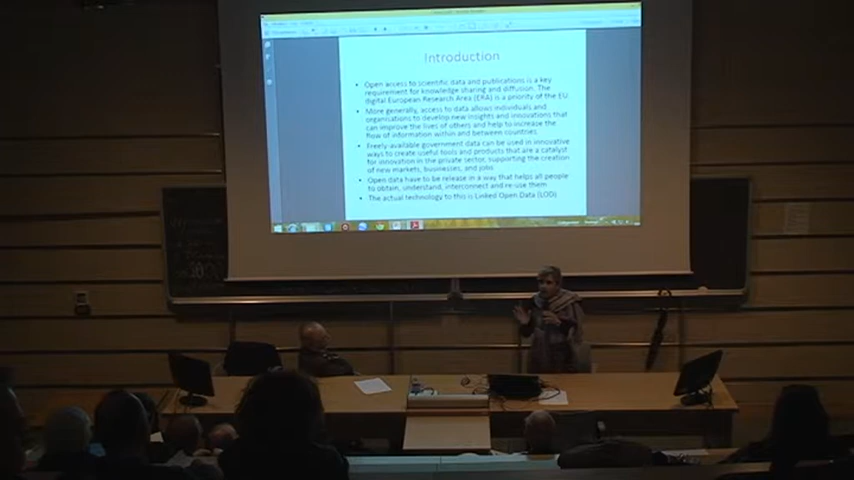 Introduction
• Open access to scientific data and publications is a key
requirement for knowledge sharing and diffusion. The
digital European Research Area (ERA) is a priority of the EU.
• More generally, access to data allows individuals and
organisations to develop new insights and innovations that
can improve the lives of others and help to increase the
flow of information within and between countries.
• Freely-available government data can be used in innovative
ways to create useful tools and products that are a catalyst
for innovation in the private sector, supporting the creation
of new markets, businesses, and jobs.
• Open data have to be release in a way that helps all people
to obtain, understand, interconnect and re-use them
• The actual technology to this is Linked Open Data (LOD)